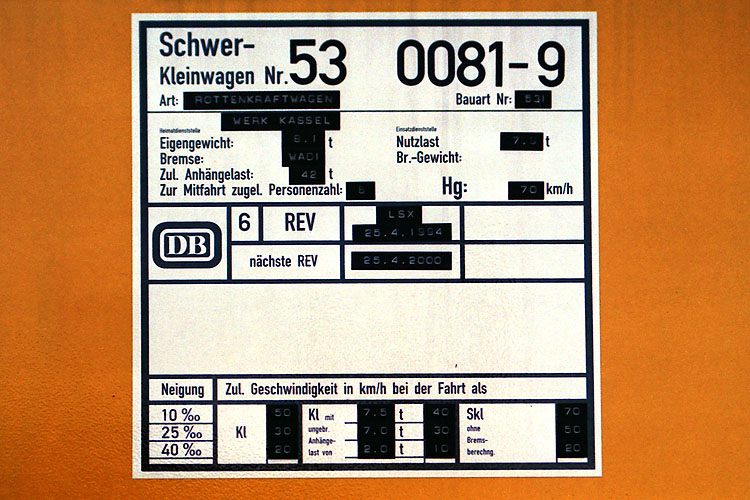 Schwer-
Kleinwagen Nr. 53 0081-9
Art: ROTTENKRAFTWAGEN Bauart Nr: 531
WERK KASSEL
Heimatdienststelle Einsatzdienststelle
Eigengewicht: 8.1 t Nutzlast 7.0 t
Bremse: WADI Br.-Gewicht:
Zul. Anhängelast: 42 t
Zur Mitfahrt zugel. Personenzahl: 6 Hg: 70 km/h
DB 6 REV LSX
25.4.1994
nächste REV 25.4.2000
Neigung Zul. Geschwindigkeit in km/h bei der Fahrt als
10 ‰ Kl 50 Kl mit 7.5 t 40 Skl 70
25 ‰ 30 ungebr. 7.0 t 30 ohne 50
Anhänge- Brems-
40 ‰ 20 last von 2.0 t 10 berechng. 20